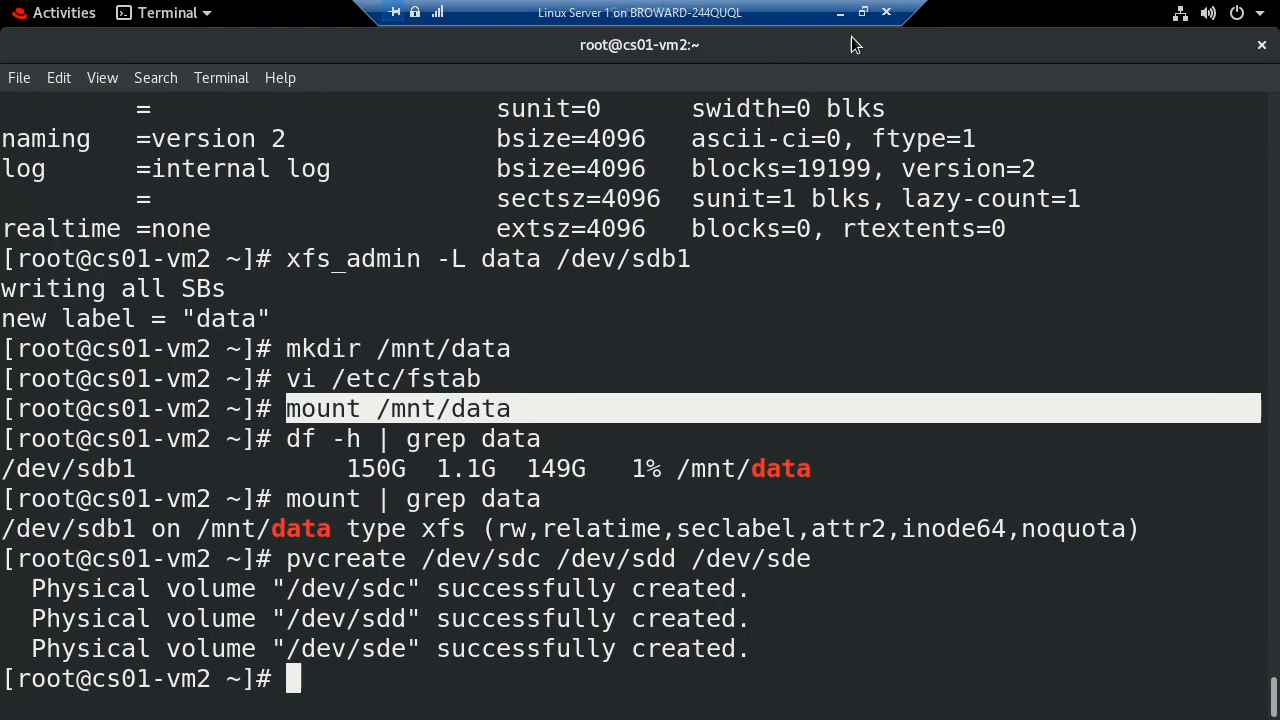 Activities Terminal Linux Server 1 on BROWARD-244QUQL
root@cs01-vm2:~
File Edit View Search Terminal Help
= sunit=0 swidth=0 blks
naming =version 2 bsize=4096 ascii-ci=0, ftype=1
log =internal log bsize=4096 blocks=19199, version=2
= sectsz=4096 sunit=1 blks, lazy-count=1
realtime =none extsz=4096 blocks=0, rtextents=0
[root@cs01-vm2 ~]# xfs_admin -L data /dev/sdb1
writing all SBs
new label = "data"
[root@cs01-vm2 ~]# mkdir /mnt/data
[root@cs01-vm2 ~]# vi /etc/fstab
[root@cs01-vm2 ~]# mount /mnt/data
[root@cs01-vm2 ~]# df -h | grep data
/dev/sdb1 150G 1.1G 149G 1% /mnt/data
[root@cs01-vm2 ~]# mount | grep data
/dev/sdb1 on /mnt/data type xfs (rw,relatime,seclabel,attr2,inode64,noquota)
[root@cs01-vm2 ~]# pvcreate /dev/sdc /dev/sdd /dev/sde
Physical volume "/dev/sdc" successfully created.
Physical volume "/dev/sdd" successfully created.
Physical volume "/dev/sde" successfully created.
[root@cs01-vm2 ~]#